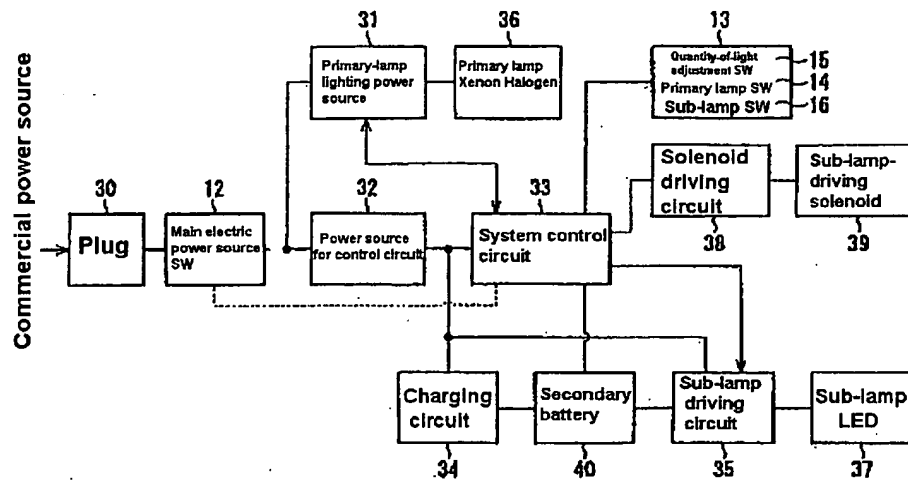 31
36
13
Primary-lamp
lighting power
source
Primary lamp
Xenon Halogen
Quantity-of-light
adjustment SW
15
14
Primary lamp SW
Sub-lamp SW
16
Commercial power source
30
12
32
33
Plug
Main electric
power source
SW
Power source
for control circuit
System control
circuit
Solenoid
driving
circuit
38
Sub-lamp-
driving
solenoid
39
Charging
circuit
34
Secondary
battery
40
Sub-lamp
driving
circuit
35
Sub-lamp
LED
37